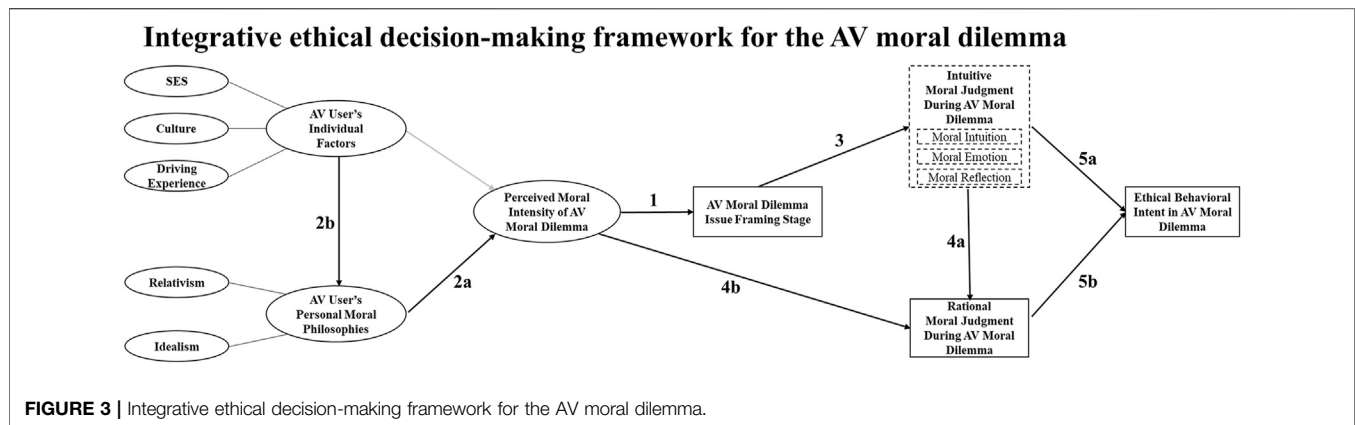 Integrative ethical decision-making framework for the AV moral dilemma
SES
Culture
Driving
Experience
AV User's
Individual
Factors
2b
Relativism
Idealism
AV User's
Personal Moral
Philosophies
2a
Perceived Moral
Intensity of AV
Moral Dilemma
1
AV Moral Dilemma
Issue Framing Stage
3
4b
Intuitive
Moral Judgment
During AV Moral
Dilemma
Moral Intuition
Moral Emotion
Moral Reflection
4a
Rational
Moral Judgment
During AV Moral
Dilemma
5a
5b
Ethical Behavioral
Intent in AV Moral
Dilemma
FIGURE 3 | Integrative ethical decision-making framework for the AV moral dilemma.